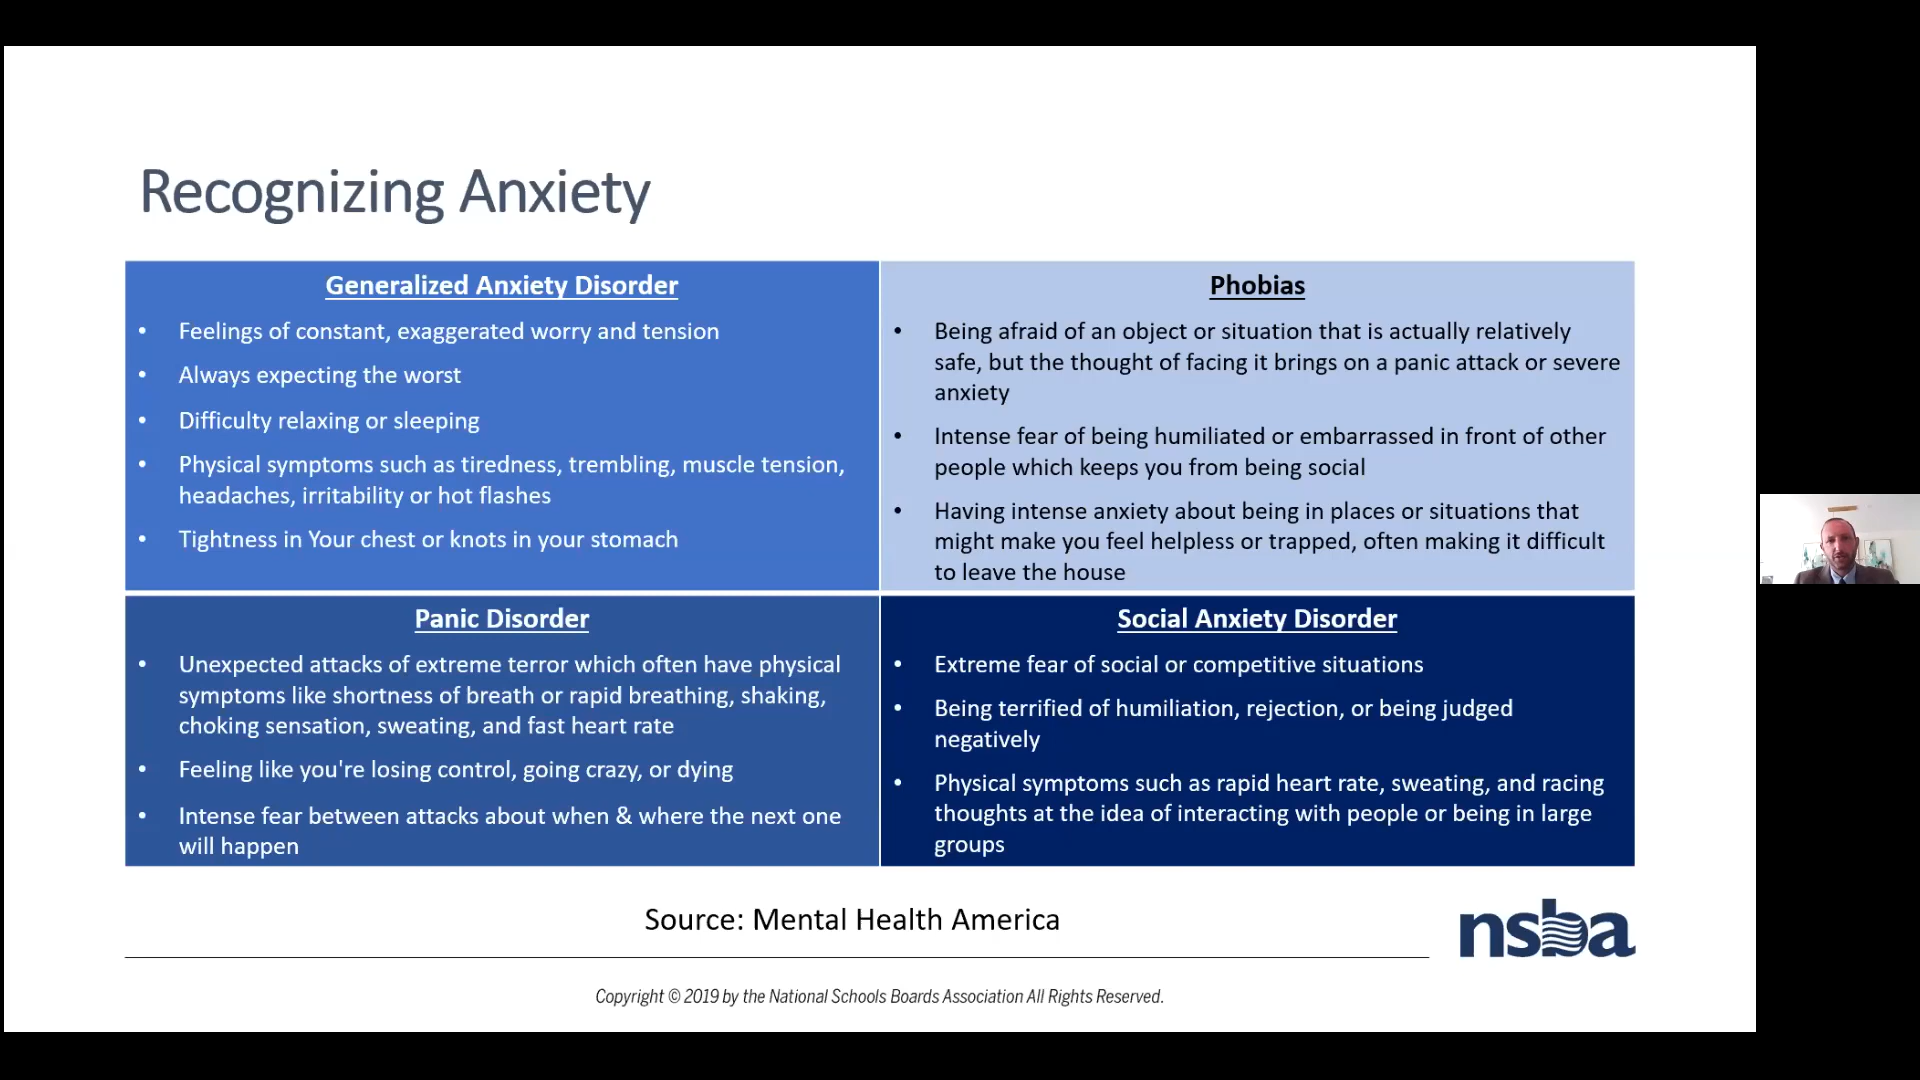 Recognizing Anxiety
Generalized Anxiety Disorder
• Feelings of constant, exaggerated worry and tension
• Always expecting the worst
• Difficulty relaxing or sleeping
• Physical symptoms such as tiredness, trembling, muscle tension,
headaches, irritability or hot flashes
• Tightness in Your chest or knots in your stomach
Phobias
• Being afraid of an object or situation that is actually relatively
safe, but the thought of facing it brings on a panic attack or severe
anxiety
• Intense fear of being humiliated or embarrassed in front of other
people which keeps you from being social
• Having intense anxiety about being in places or situations that
might make you feel helpless or trapped, often making it difficult
to leave the house
Panic Disorder
• Unexpected attacks of extreme terror which often have physical
symptoms like shortness of breath or rapid breathing, shaking,
choking sensation, sweating, and fast heart rate
• Feeling like you're losing control, going crazy, or dying
• Intense fear between attacks about when & where the next one
will happen
Social Anxiety Disorder
• Extreme fear of social or competitive situations
• Being terrified of humiliation, rejection, or being judged
negatively
• Physical symptoms such as rapid heart rate, sweating, and racing
thoughts at the idea of interacting with people or being in large
groups
Source: Mental Health America
nsba
Copyright © 2019 by the National Schools Boards Association All Rights Reserved.